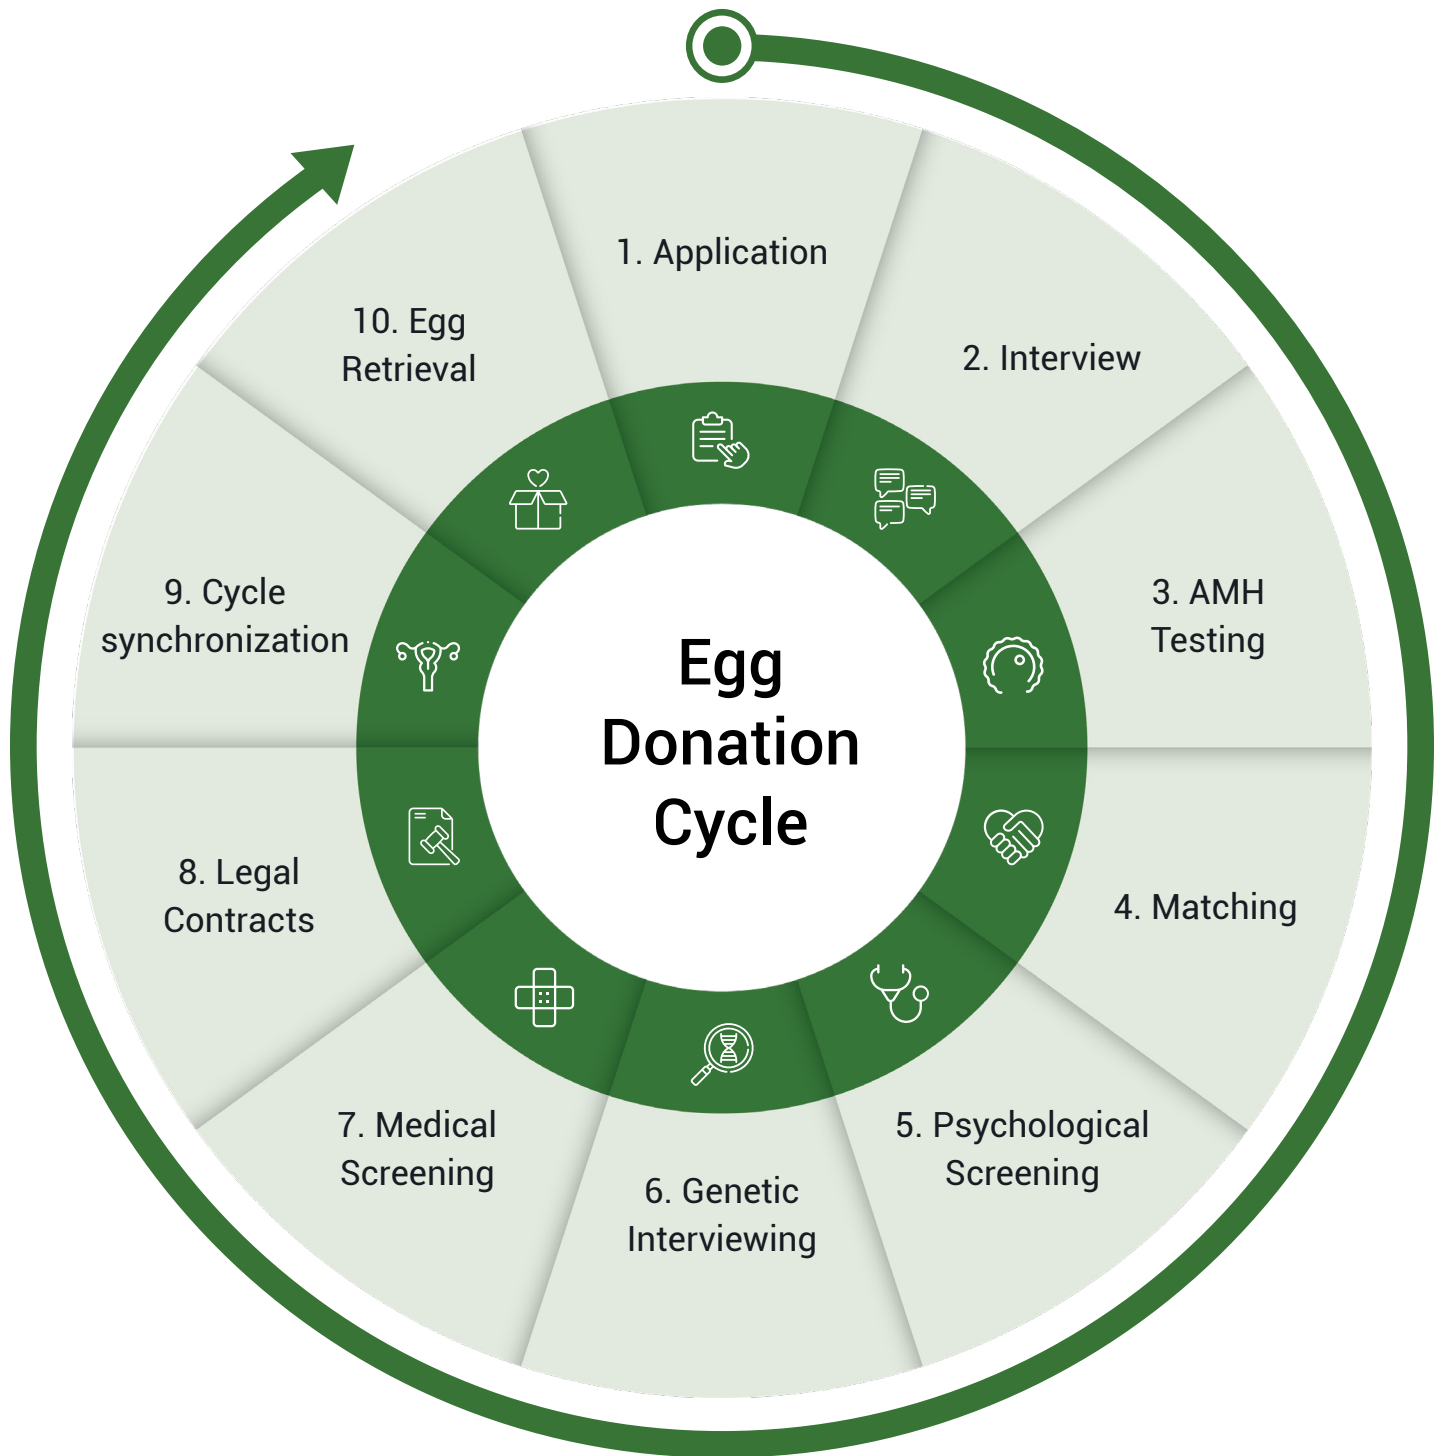 Egg
Donation
Cycle
1. Application
2. Interview
3. AMH
Testing
4. Matching
5. Psychological
Screening
6. Genetic
Interviewing
7. Medical
Screening
8. Legal
Contracts
9. Cycle
synchronization
10. Egg
Retrieval